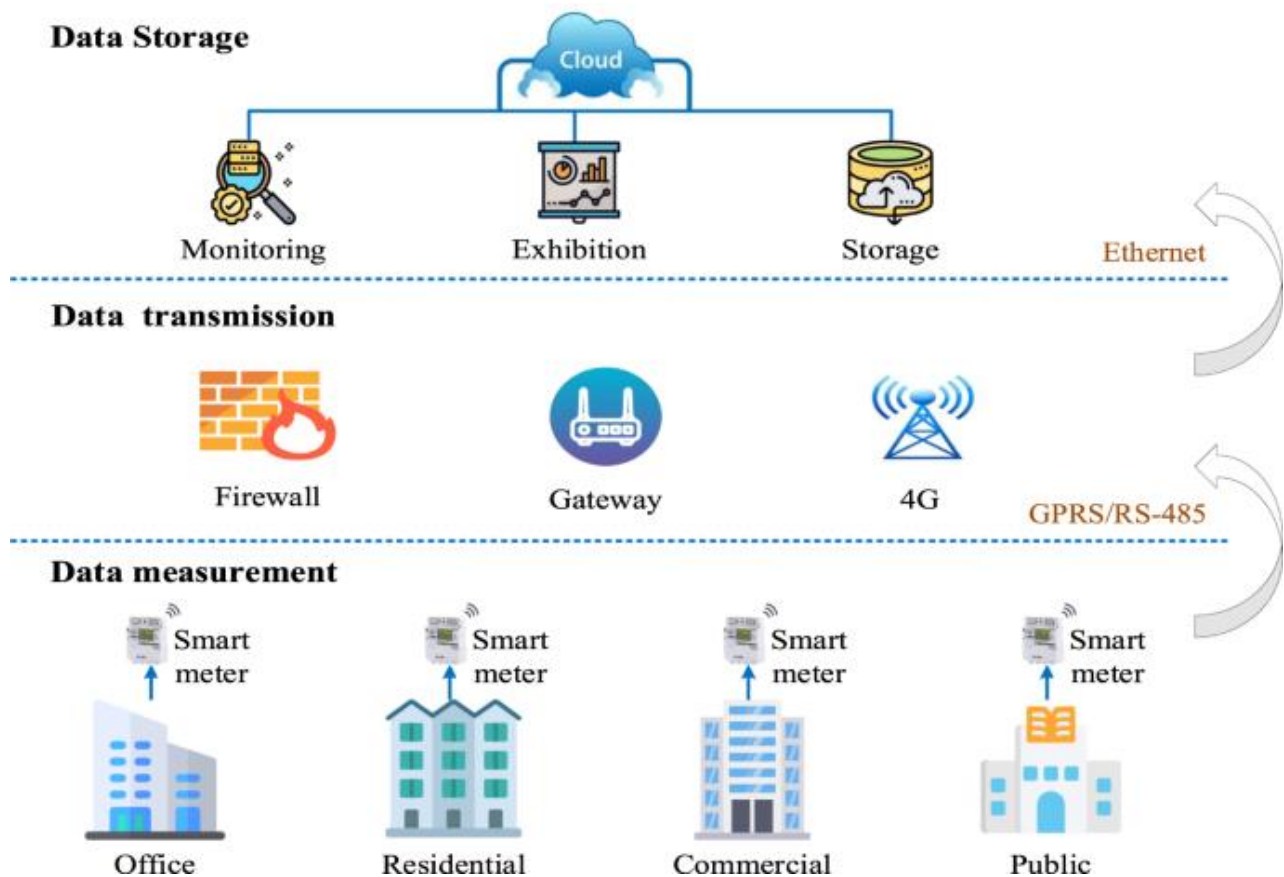 Data Storage
Cloud
Monitoring
Exhibition
Storage
Ethernet
Data transmission
Firewall
Gateway
4G
GPRS/RS-485
Data measurement
Smart
meter
Smart
meter
Smart
meter
Smart
meter
Office
Residential
Commercial
Public